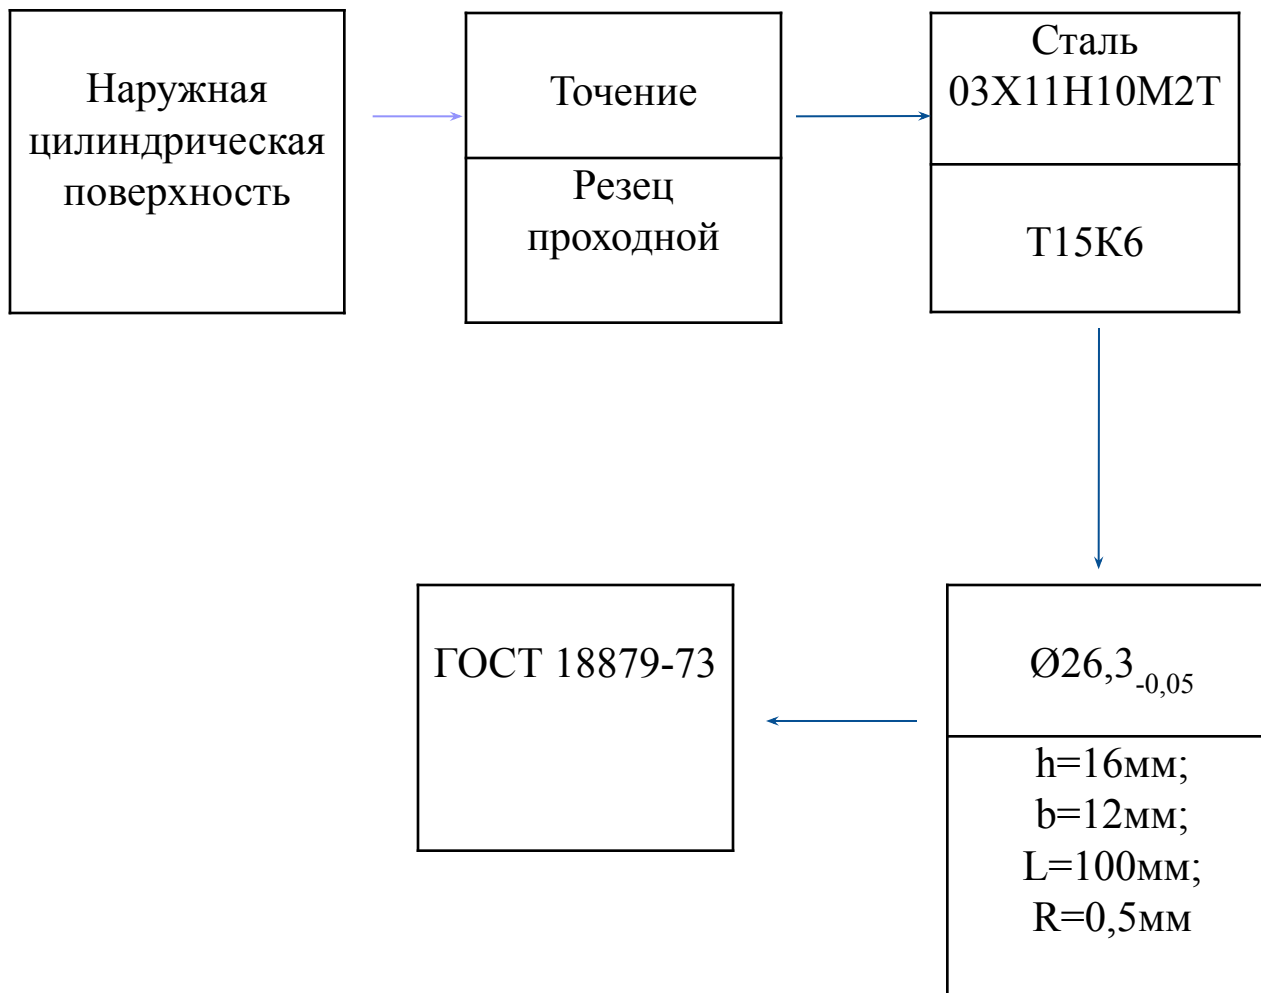 Наружная
цилиндрическая
поверхность
Точение
Резец
проходной
Сталь
03Х11Н10М2Т
Т15К6
Ø26,3-0,05
h=16мм;
b=12мм;
L=100мм;
R=0,5мм
ГОСТ 18879-73